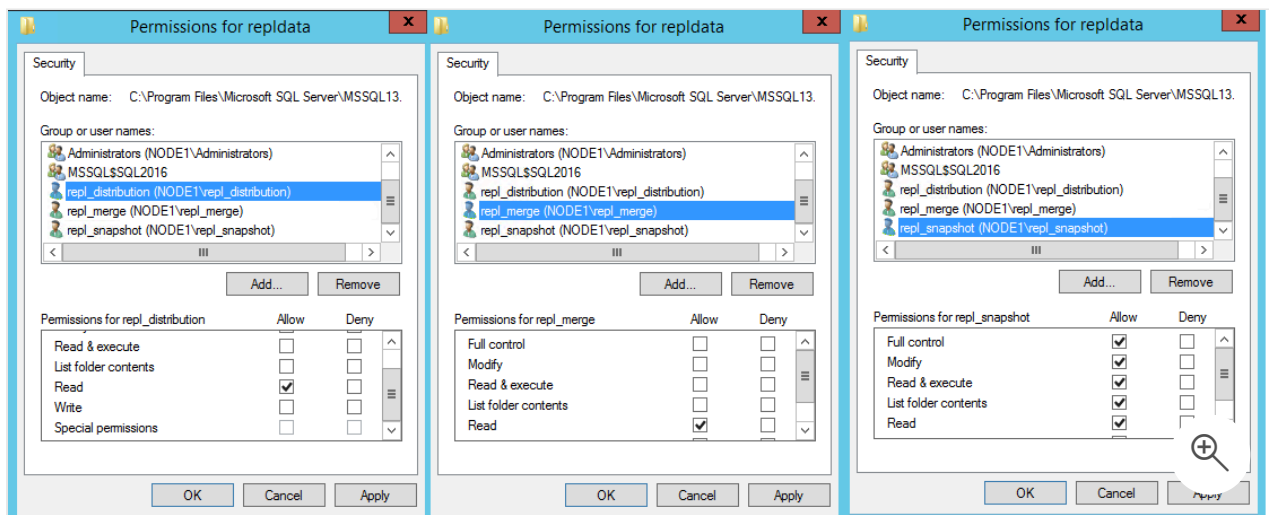 Permissions for repldata
x
Security
Object name: C:\Program Files\Microsoft SQL Server\MSSQL13.
Group or user names:
Administrators (NODE1\Administrators)
MSSQL$SQL2016
repl_distribution (NODE1\repl_distribution)
repl_merge (NODE1\repl_merge)
repl_snapshot (NODE1\repl_snapshot)
Add... Remove
Permissions for repl_distribution Allow Deny
Read & execute
List folder contents
Read
Write
Special permissions
OK Cancel Apply
Permissions for repldata
x
Security
Object name: C:\Program Files\Microsoft SQL Server\MSSQL13.
Group or user names:
Administrators (NODE1\Administrators)
MSSQL$SQL2016
repl_distribution (NODE1\repl_distribution)
repl_merge (NODE1\repl_merge)
repl_snapshot (NODE1\repl_snapshot)
Add... Remove
Permissions for repl_merge Allow Deny
Full control
Modify
Read & execute
List folder contents
Read
OK Cancel Apply
Permissions for repldata
x
Security
Object name: C:\Program Files\Microsoft SQL Server\MSSQL13.
Group or user names:
Administrators (NODE1\Administrators)
MSSQL$SQL2016
repl_distribution (NODE1\repl_distribution)
repl_merge (NODE1\repl_merge)
repl_snapshot (NODE1\repl_snapshot)
Add... Remove
Permissions for repl_snapshot Allow Deny
Full control
Modify
Read & execute
List folder contents
Read
OK Cancel Apply